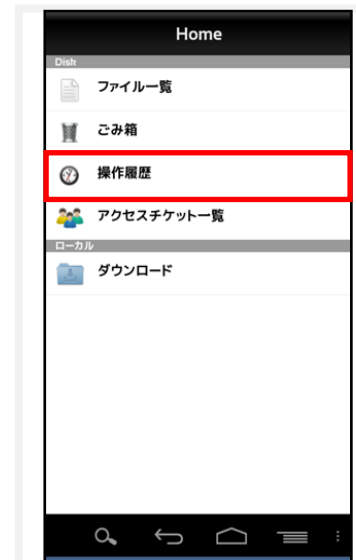 Home
Disk
ファイル一覧
ごみ箱
操作履歴
アクセスチケット一覧
ローカル
ダウンロード